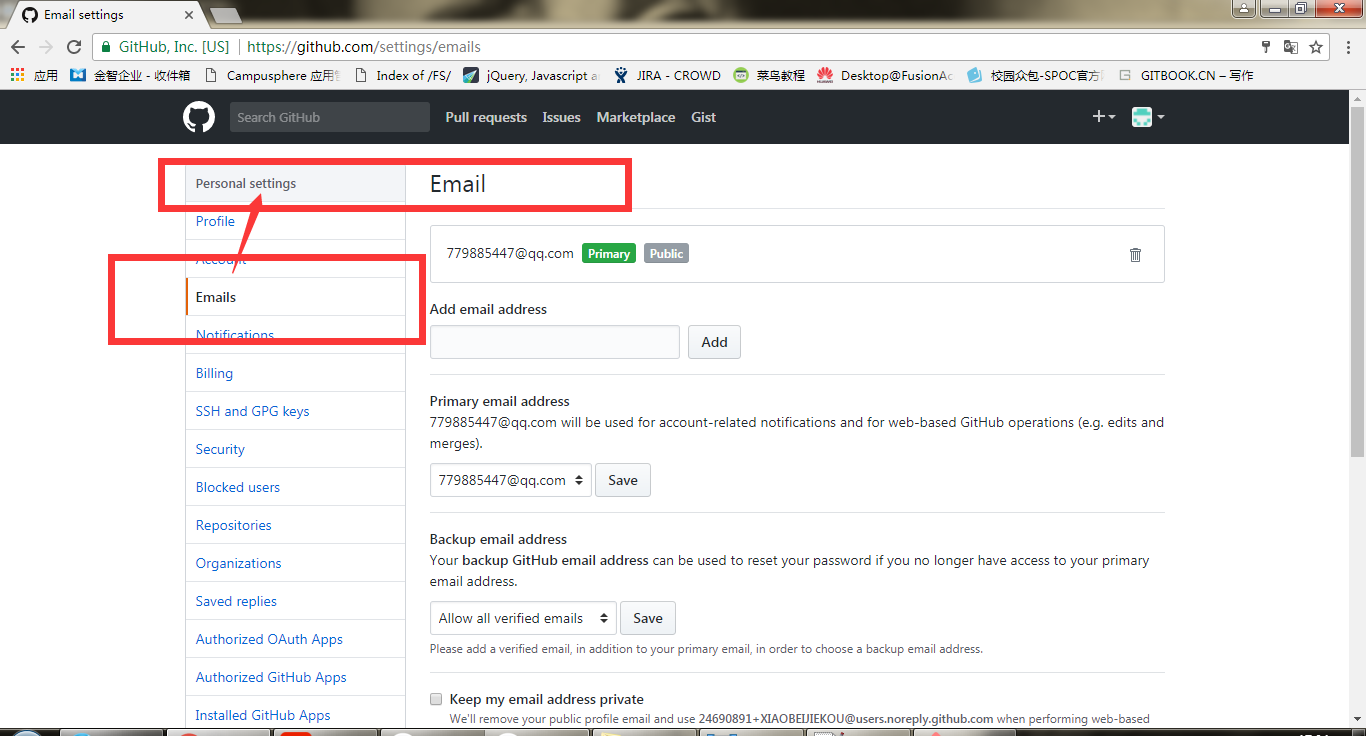 Email settings
GitHub, Inc. [US] https://github.com/settings/emails
应用 金智企业 - 收件箱 Campusphere 应用 Index of /FS/ jQuery, Javascript a JIRA - CROWD 菜鸟教程 Desktop@FusionAc 校园众包-SPOC官方 GITBOOK.CN – 写作
Search GitHub Pull requests Issues Marketplace Gist
Personal settings
Profile
Account
Emails
Notifications
Billing
SSH and GPG keys
Security
Blocked users
Repositories
Organizations
Saved replies
Authorized OAuth Apps
Authorized GitHub Apps
Installed GitHub Apps
Email
779885447@qq.com Primary Public
Add email address
Add
Primary email address
779885447@qq.com will be used for account-related notifications and for web-based GitHub operations (e.g. edits and
merges).
779885447@qq.com Save
Backup email address
Your backup GitHub email address can be used to reset your password if you no longer have access to your primary
email address.
Allow all verified emails Save
Please add a verified email, in addition to your primary email, in order to choose a backup email address.
Keep my email address private
We'll remove your public profile email and use 24690891+XIAOBEIJIEKOU@users.noreply.github.com when performing web-based